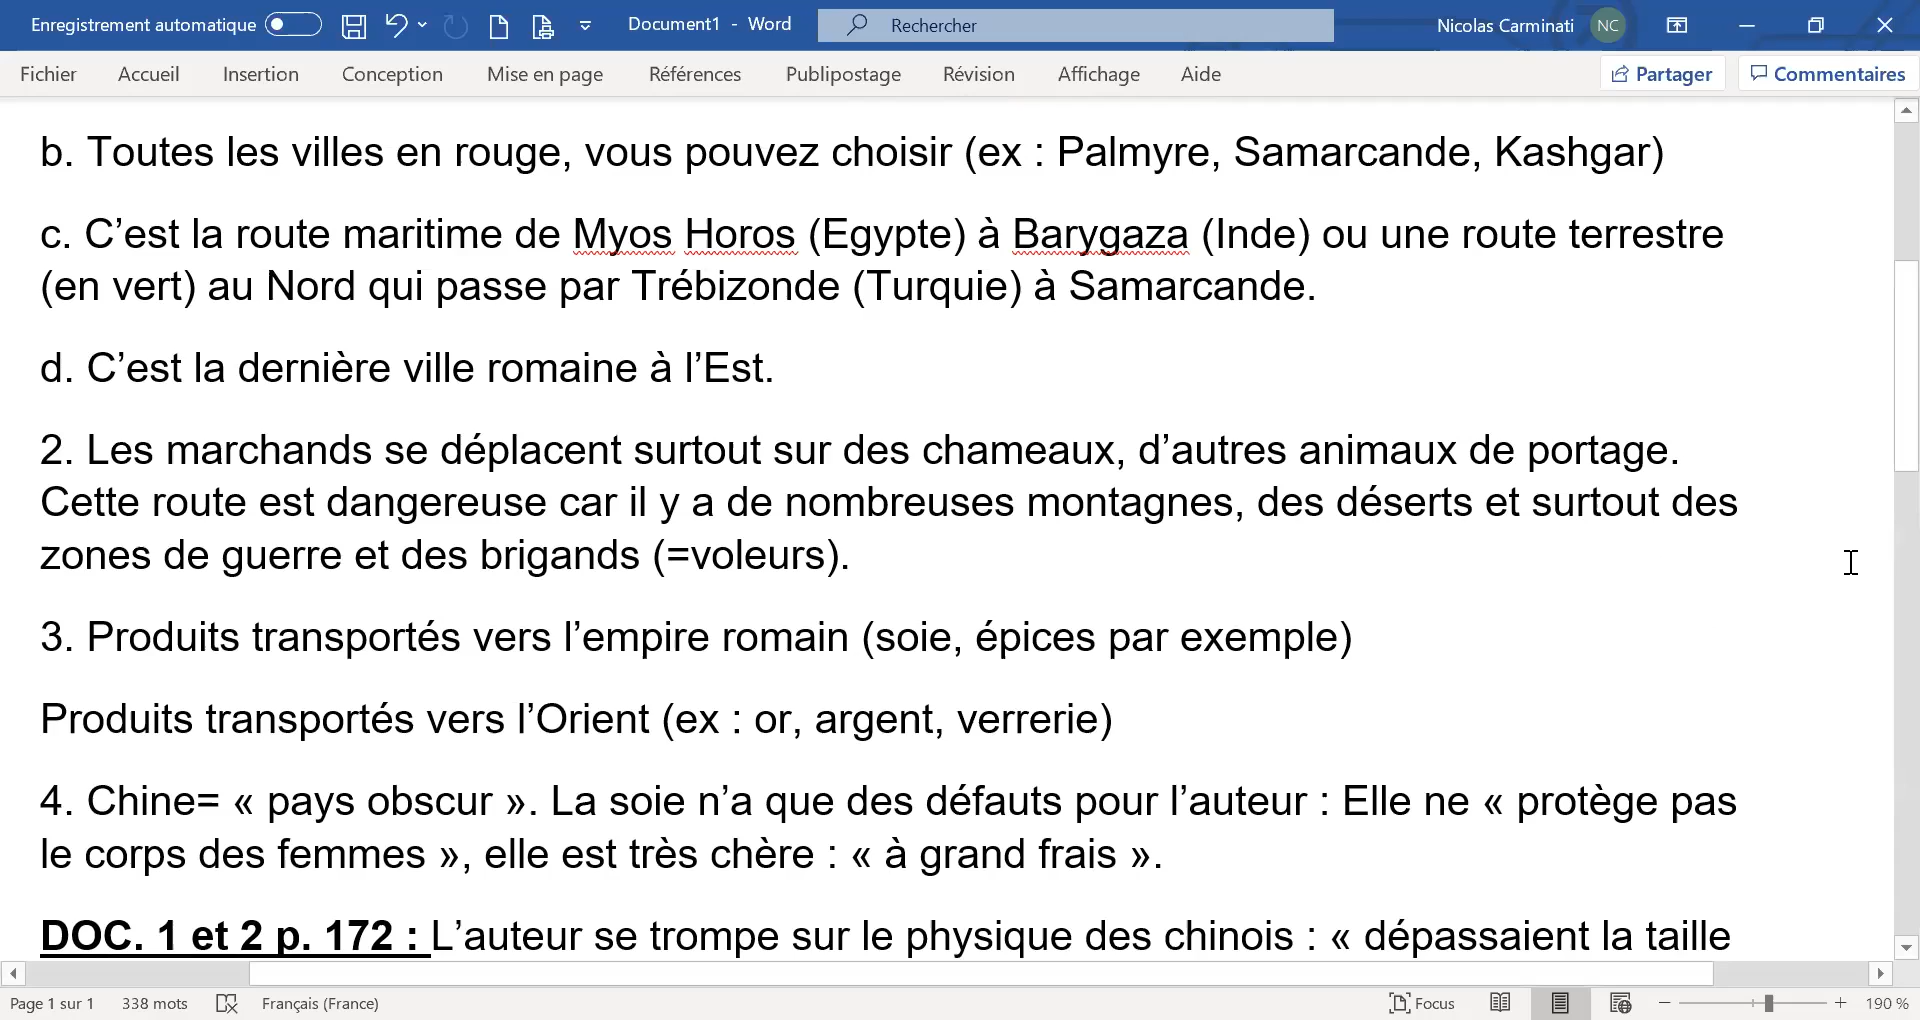 Enregistrement automatique Document1 - Word Rechercher Nicolas Carminati NC
Fichier Accueil Insertion Conception Mise en page Références Publipostage Révision Affichage Aide Partager Commentaires
b. Toutes les villes en rouge, vous pouvez choisir (ex : Palmyre, Samarcande, Kashgar)
c. C’est la route maritime de Myos Horos (Egypte) à Barygaza (Inde) ou une route terrestre
(en vert) au Nord qui passe par Trébizonde (Turquie) à Samarcande.
d. C’est la dernière ville romaine à l’Est.
2. Les marchands se déplacent surtout sur des chameaux, d’autres animaux de portage.
Cette route est dangereuse car il y a de nombreuses montagnes, des déserts et surtout des
zones de guerre et des brigands (=voleurs).
3. Produits transportés vers l’empire romain (soie, épices par exemple)
Produits transportés vers l’Orient (ex : or, argent, verrerie)
4. Chine= « pays obscur ». La soie n’a que des défauts pour l’auteur : Elle ne « protège pas
le corps des femmes », elle est très chère : « à grand frais ».
DOC. 1 et 2 p. 172 : L’auteur se trompe sur le physique des chinois : « dépassaient la taille
Page 1 sur 1 338 mots Français (France) Focus 190 %